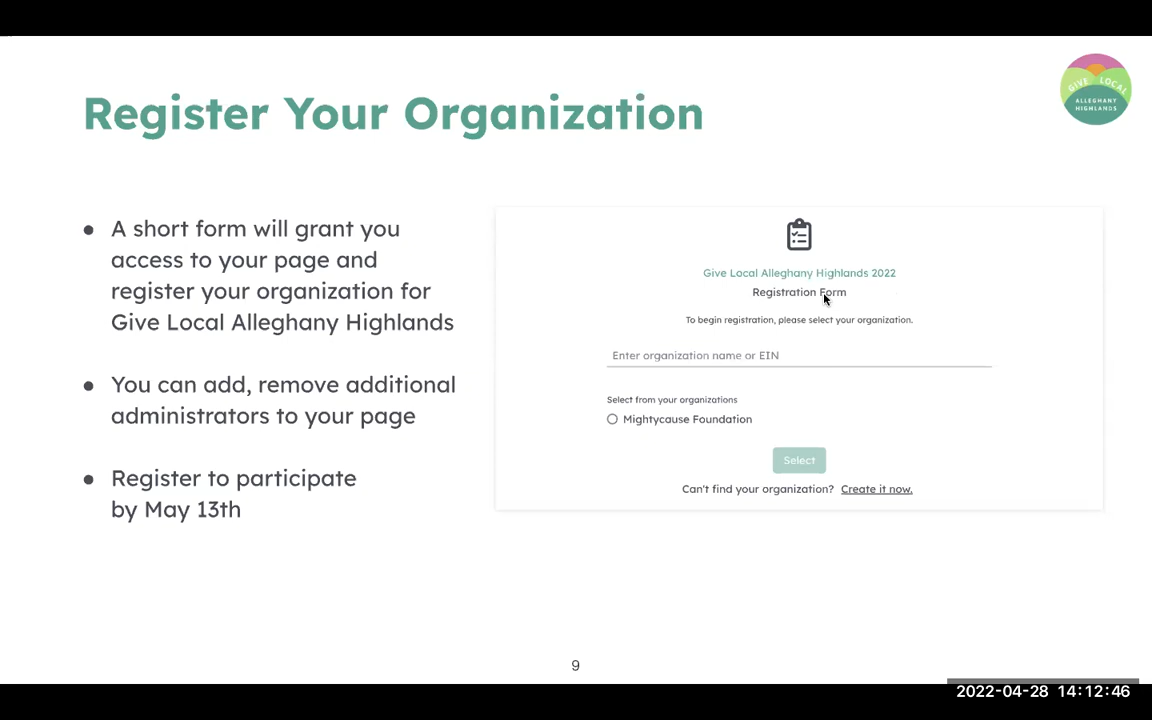 Register Your Organization
GIVE LOCAL
ALLEGHANY
HIGHLANDS
● A short form will grant you
access to your page and
register your organization for
Give Local Alleghany Highlands
● You can add, remove additional
administrators to your page
● Register to participate
by May 13th
Give Local Alleghany Highlands 2022
Registration Form
To begin registration, please select your organization.
Enter organization name or EIN
Select from your organizations
Mightycause Foundation
Select
Can't find your organization? Create it now.
9
2022-04-28 14:12:46